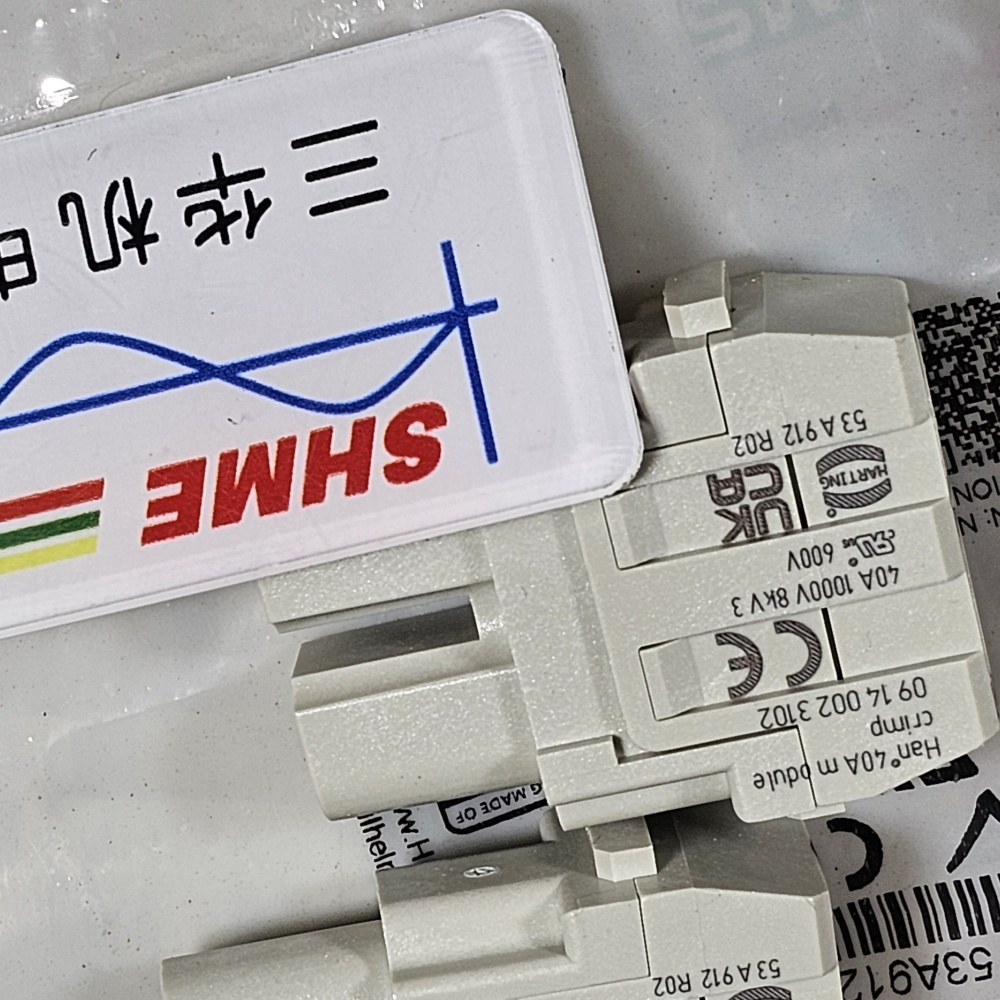 三华机电
SHME
Han® 40A module
crimp
09 14 002 3102
CE
40A 1000V 8kV 3
600V
HARTING
UK
CA
53 A 912 R02
53 A 912 R02
G MADE OF
53A912